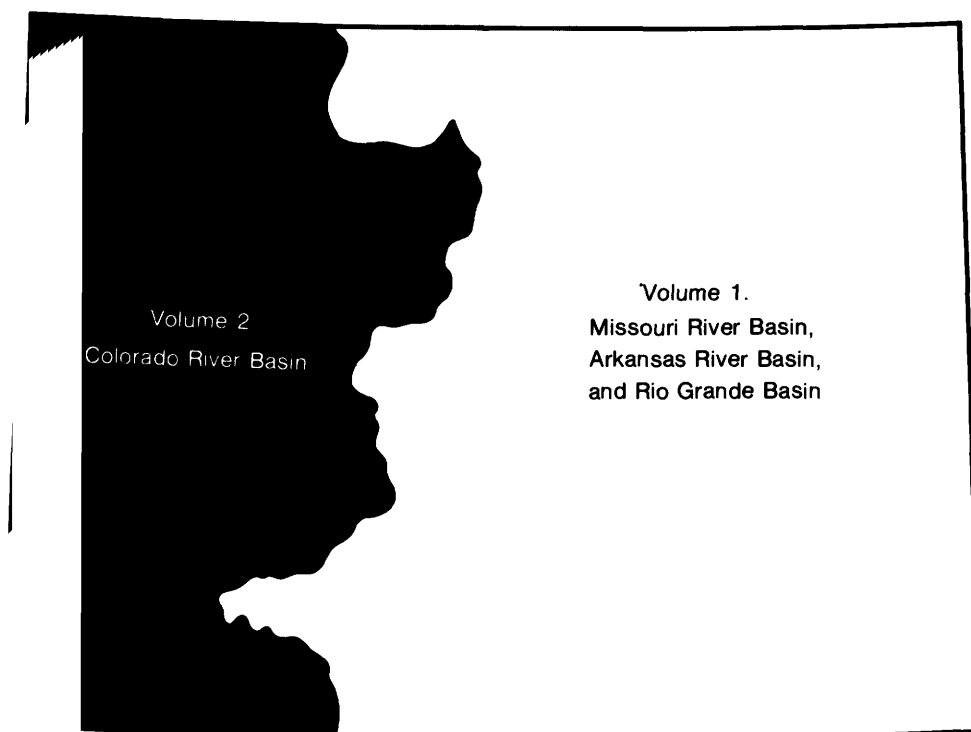 Volume 2
Colorado River Basin
Volume 1.
Missouri River Basin,
Arkansas River Basin,
and Rio Grande Basin